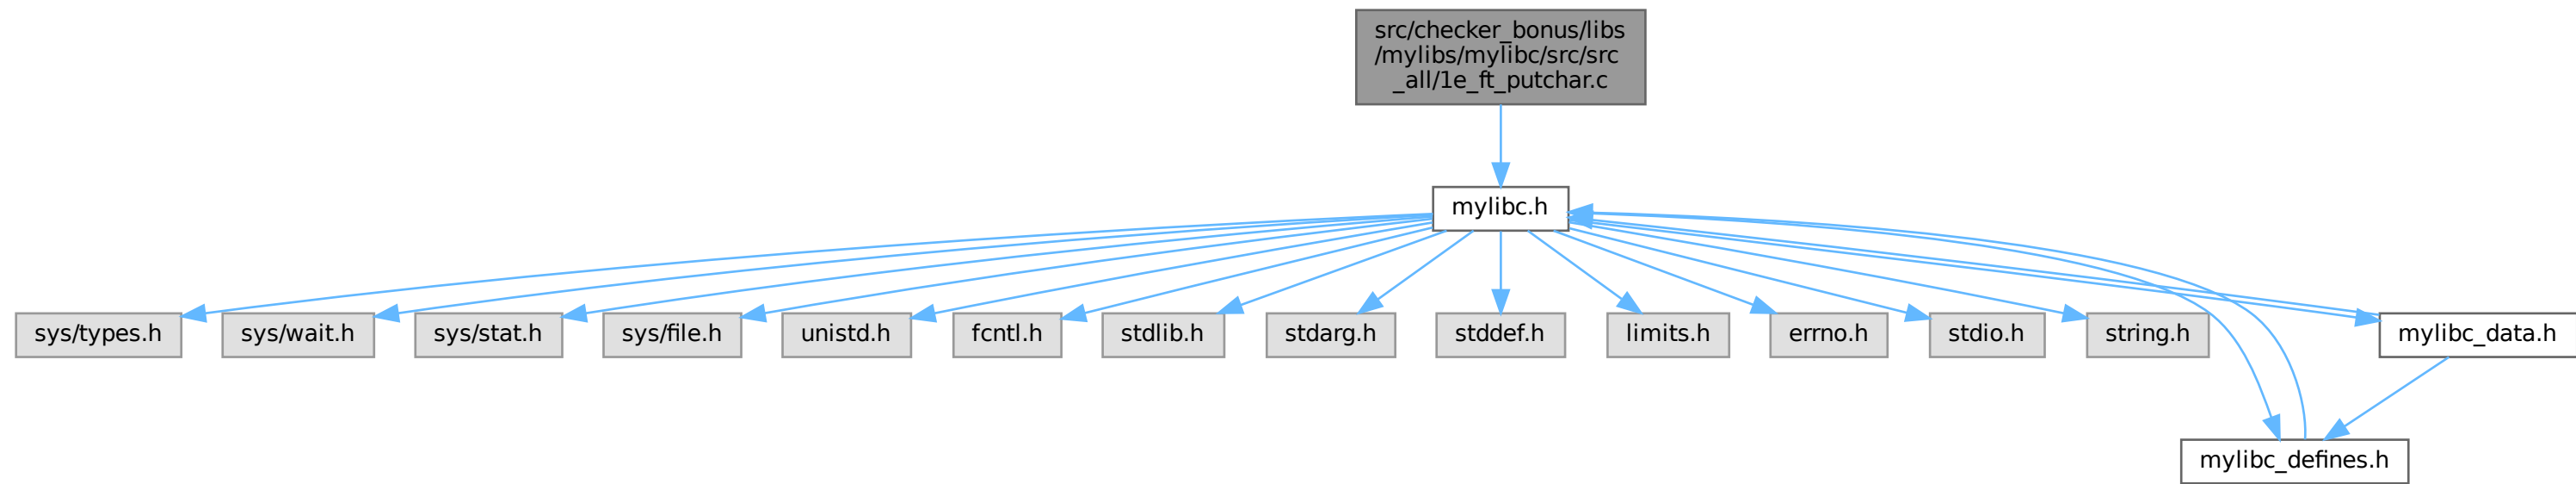 src/checker_bonus/libs
/mylibs/mylibc/src/src
_all/1e_ft_putchar.c
mylibc.h
sys/types.h
sys/wait.h
sys/stat.h
sys/file.h
unistd.h
fcntl.h
stdlib.h
stdarg.h
stddef.h
limits.h
errno.h
stdio.h
string.h
mylibc_data.h
mylibc_defines.h